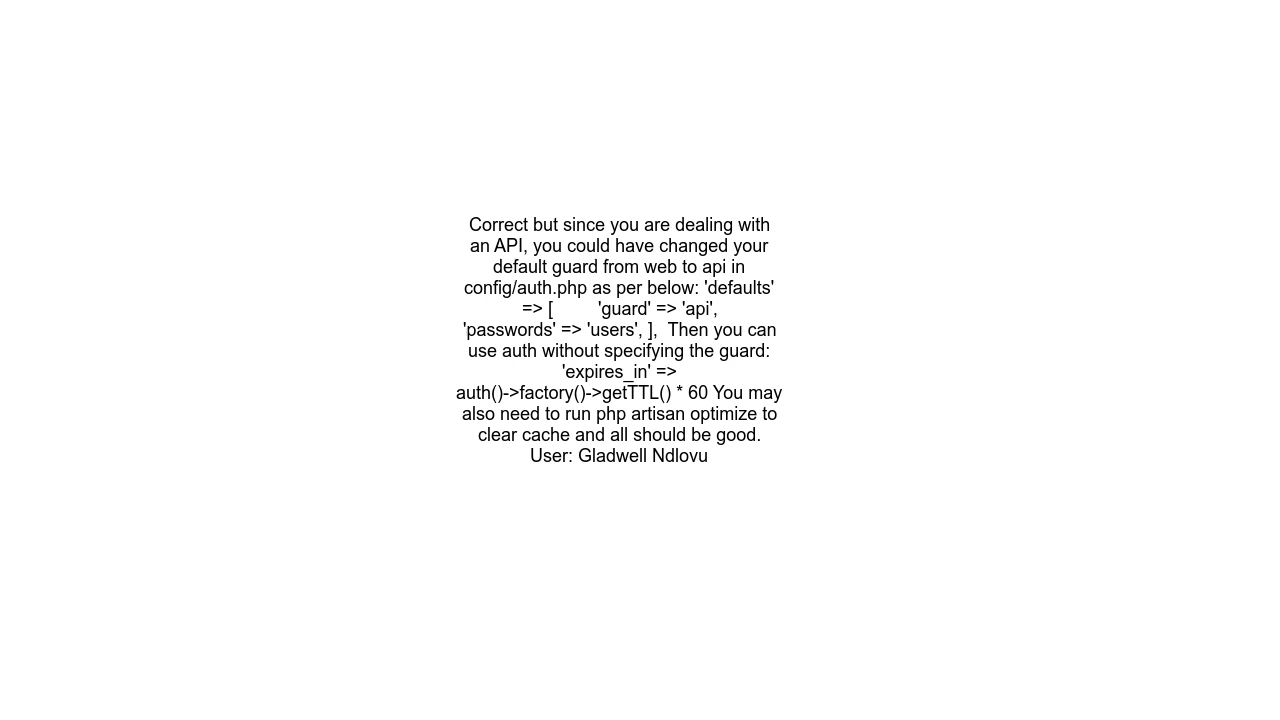 Correct but since you are dealing with
an API, you could have changed your
default guard from web to api in
config/auth.php as per below: 'defaults'
=> [         'guard' => 'api',
'passwords' => 'users', ],  Then you can
use auth without specifying the guard:
'expires_in' =>
auth()->factory()->getTTL() * 60 You may
also need to run php artisan optimize to
clear cache and all should be good.
User: Gladwell Ndlovu